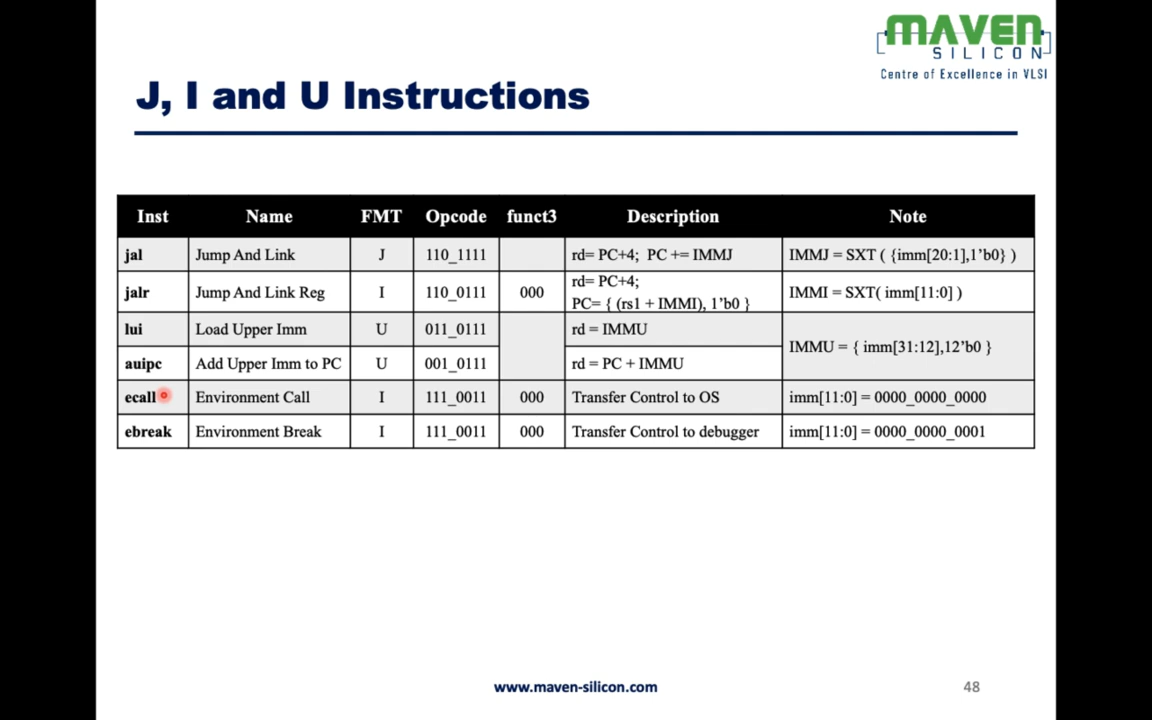 MAVEN
SILICON
Centre of Excellence in VLSI
J, I and U Instructions
Inst Name FMT Opcode funct3 Description Note
jal Jump And Link J 110_1111 rd= PC+4; PC += IMMJ IMMJ = SXT ( {imm[20:1],1’b0} )
jalr Jump And Link Reg I 110_0111 000 rd= PC+4;
PC= { (rs1 + IMMI), 1’b0 } IMMI = SXT( imm[11:0] )
lui Load Upper Imm U 011_0111 rd = IMMU
IMMU = { imm[31:12],12’b0 }
auipc Add Upper Imm to PC U 001_0111 rd = PC + IMMU
ecall Environment Call I 111_0011 000 Transfer Control to OS imm[11:0] = 0000_0000_0000
ebreak Environment Break I 111_0011 000 Transfer Control to debugger imm[11:0] = 0000_0000_0001
www.maven-silicon.com 48